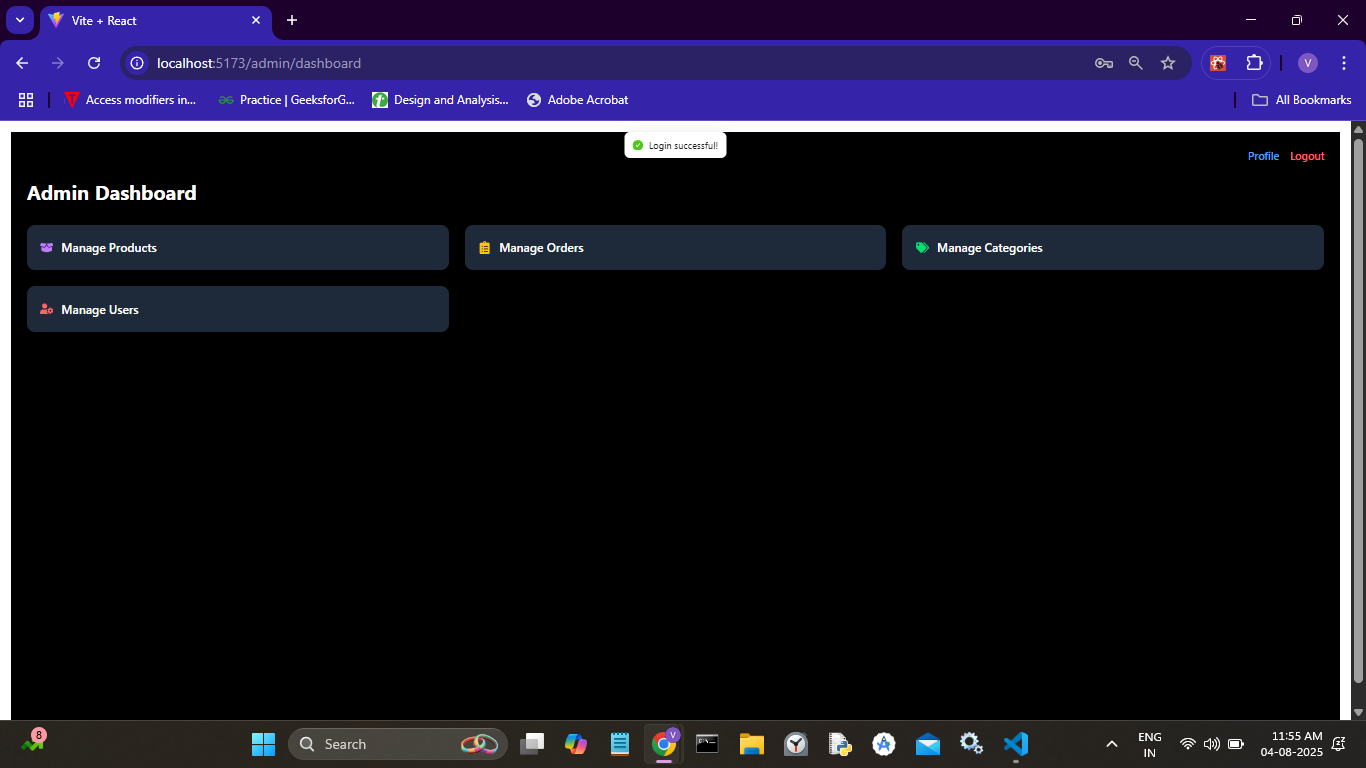 Vite + React
localhost:5173/admin/dashboard
V
Access modifiers in...
Practice | GeeksforG...
Design and Analysis...
Adobe Acrobat
All Bookmarks
Login successful!
Profile
Logout
Admin Dashboard
Manage Products
Manage Orders
Manage Categories
Manage Users
8
Search
V
ENG
IN
11:55 AM
04-08-2025